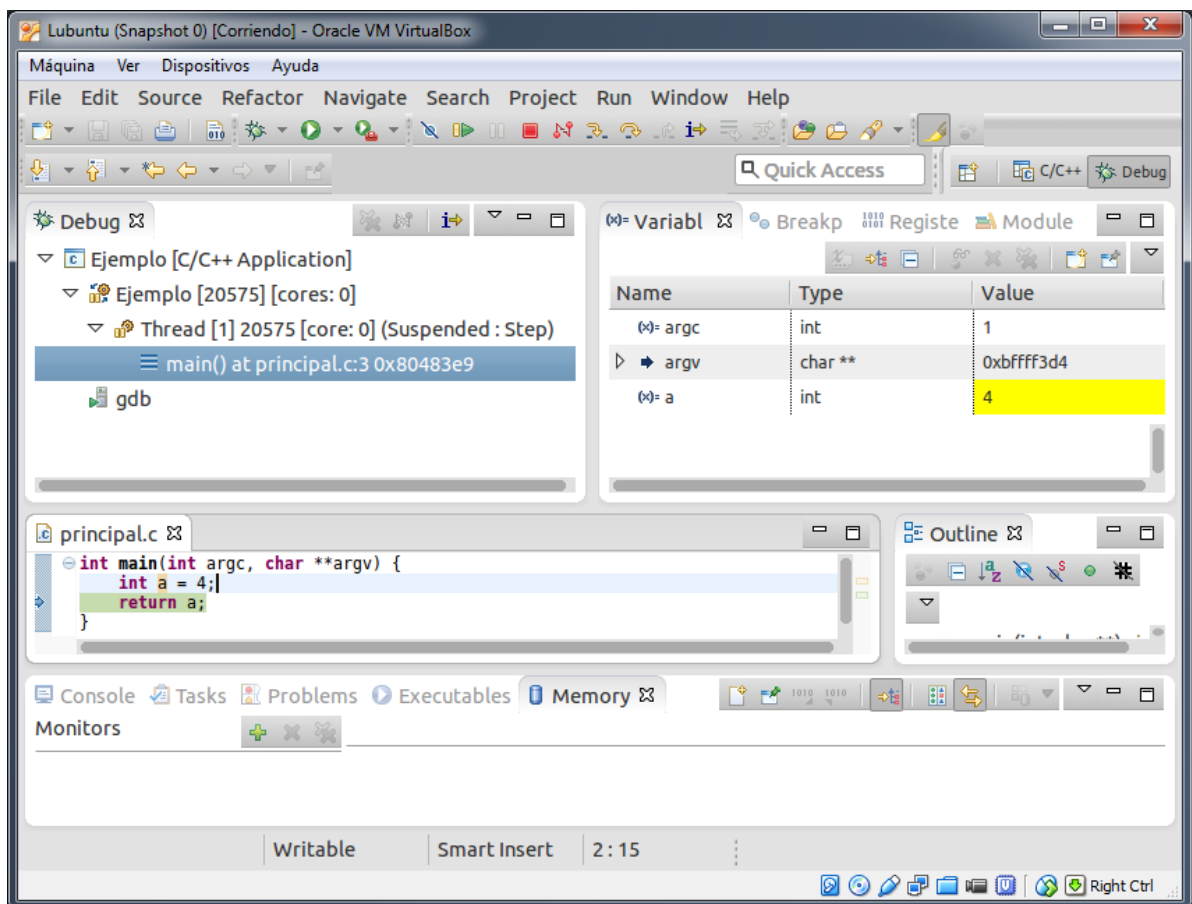 Lubuntu (Snapshot 0) [Corriendo] - Oracle VM VirtualBox
Máquina Ver Dispositivos Ayuda
File Edit Source Refactor Navigate Search Project Run Window Help
Quick Access C/C++ Debug
Debug
Ejemplo [C/C++ Application]
Ejemplo [20575] [cores: 0]
Thread [1] 20575 [core: 0] (Suspended : Step)
main() at principal.c:3 0x80483e9
gdb
(x)= Variabl Breakp Registe Module
Name Type Value
(x)= argc int 1
argv char ** 0xbffff3d4
(x)= a int 4
principal.c
int main(int argc, char **argv) {
int a = 4;
return a;
}
Outline
Console Tasks Problems Executables Memory
Monitors
Writable Smart Insert 2 : 15
Right Ctrl